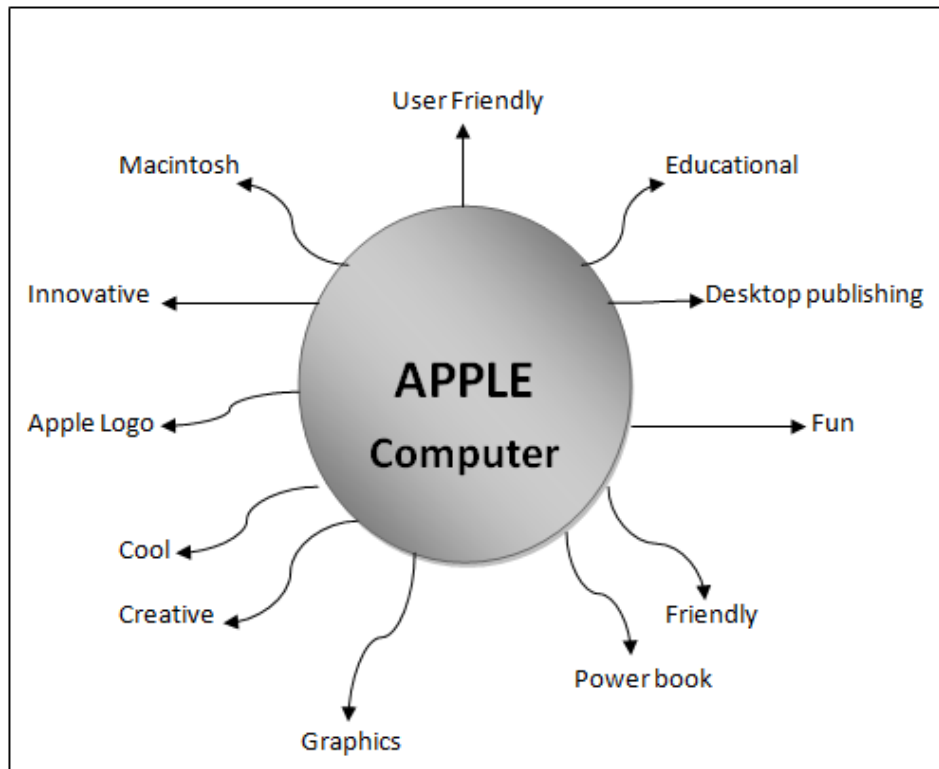 User Friendly
Macintosh
Educational
Innovative
Desktop publishing
APPLE
Computer
Apple Logo
Fun
Cool
Creative
Friendly
Power book
Graphics